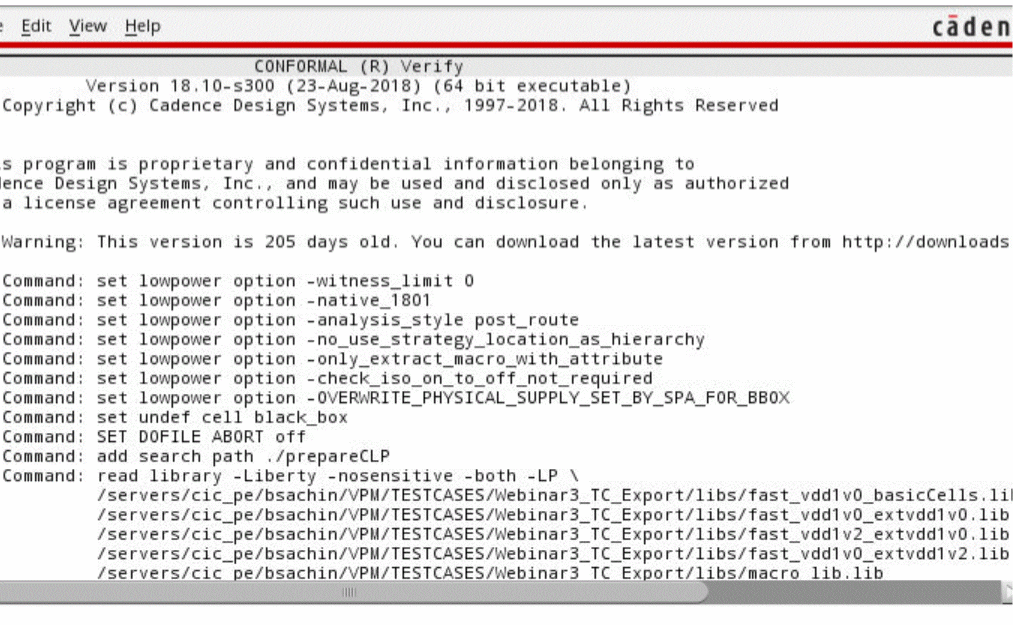 e Edit View Help cāden
CONFORMAL (R) Verify
Version 18.10-s300 (23-Aug-2018) (64 bit executable)
Copyright (c) Cadence Design Systems, Inc., 1997-2018. All Rights Reserved
s program is proprietary and confidential information belonging to
dence Design Systems, Inc., and may be used and disclosed only as authorized
a license agreement controlling such use and disclosure.
Warning: This version is 205 days old. You can download the latest version from http://downloads
Command: set lowpower option -witness_limit 0
Command: set lowpower option -native_1801
Command: set lowpower option -analysis_style post_route
Command: set lowpower option -no_use_strategy_location_as_hierarchy
Command: set lowpower option -only_extract_macro_with_attribute
Command: set lowpower option -check_iso_on_to_off_not_required
Command: set lowpower option -OVERWRITE_PHYSICAL_SUPPLY_SET_BY_SPA_FOR_BBOX
Command: set undef cell black_box
Command: SET DOFILE ABORT off
Command: add search path ./prepareCLP
Command: read library -Liberty -nosensitive -both -LP \
/servers/cic_pe/bsachin/VPM/TESTCASES/Webinar3_TC_Export/libs/fast_vdd1v0_basicCells.lib
/servers/cic_pe/bsachin/VPM/TESTCASES/Webinar3_TC_Export/libs/fast_vdd1v0_extvdd1v0.lib
/servers/cic_pe/bsachin/VPM/TESTCASES/Webinar3_TC_Export/libs/fast_vdd1v2_extvdd1v0.lib
/servers/cic_pe/bsachin/VPM/TESTCASES/Webinar3_TC_Export/libs/fast_vdd1v0_extvdd1v2.lib
/servers/cic_pe/bsachin/VPM/TESTCASES/Webinar3_TC_Export/libs/macro_lib.lib